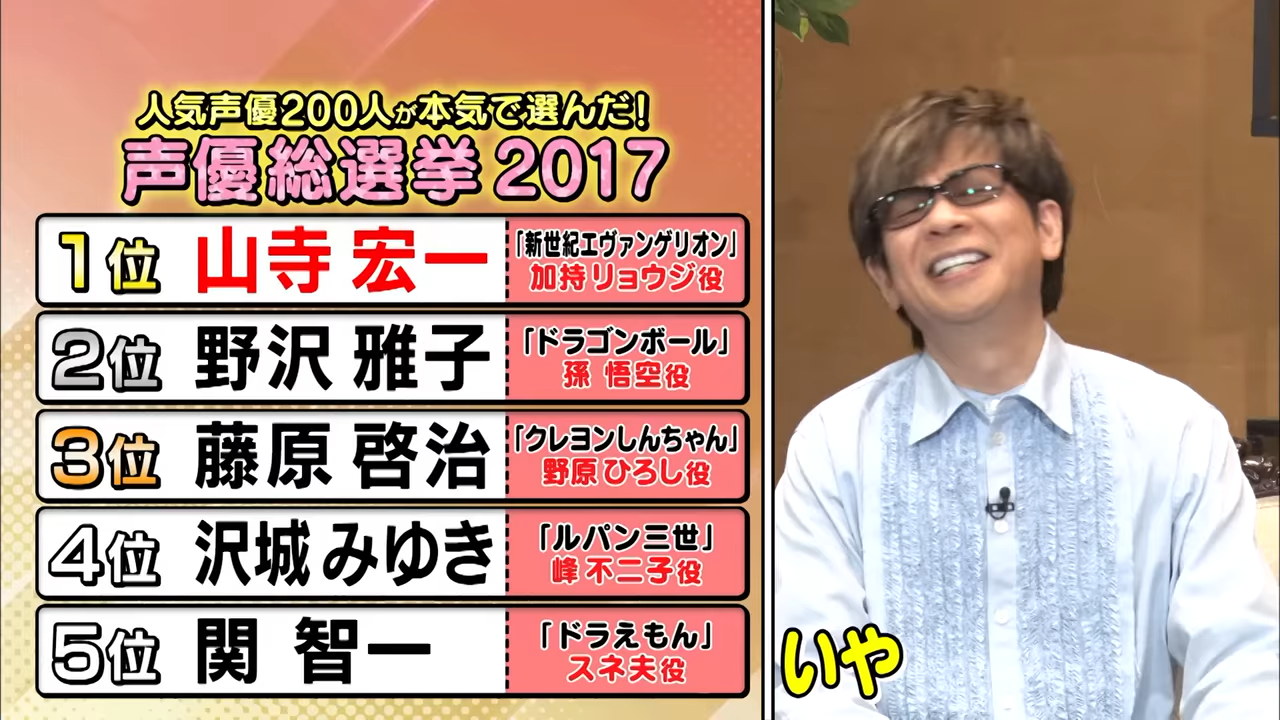 人気声優200人が本気で選んだ!
声優総選挙2017
1位 山寺 宏一 「新世紀エヴァンゲリオン」
加持リョウジ役
2位 野沢 雅子 「ドラゴンボール」
孫 悟空役
3位 藤原 啓治 「クレヨンしんちゃん」
野原ひろし役
4位 沢城 みゆき 「ルパン三世」
峰 不二子役
5位 関 智一 「ドラえもん」
スネ夫役
いや